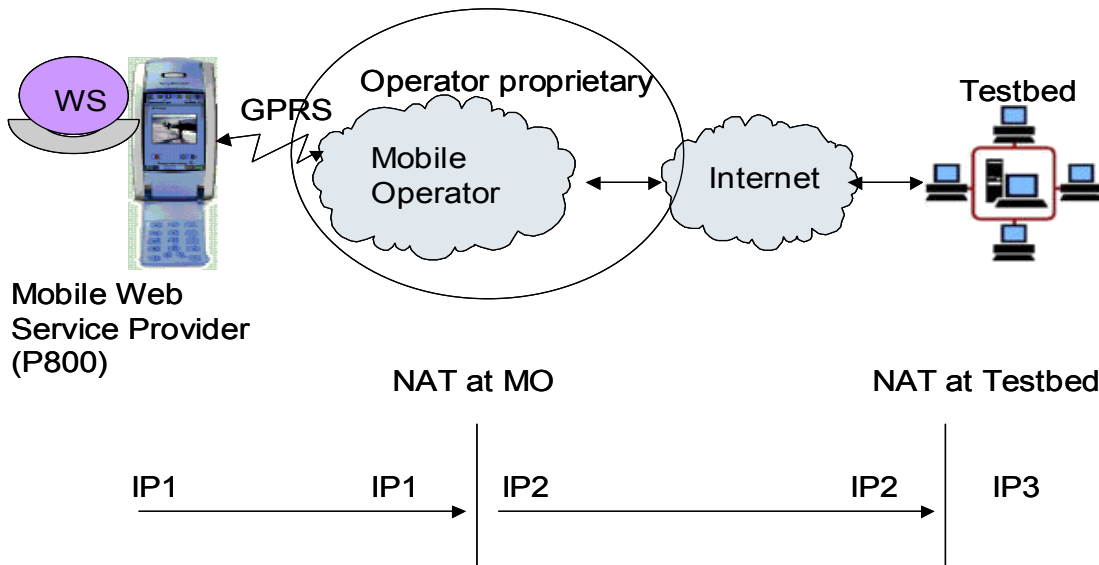 WS
GPRS
Operator proprietary
Mobile
Operator
Internet
Testbed
Mobile Web
Service Provider
(P800)
NAT at MO
NAT at Testbed
IP1
IP1
IP2
IP2
IP3